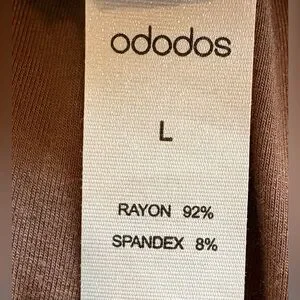 ododos
L
RAYON 92%
SPANDEX 8%